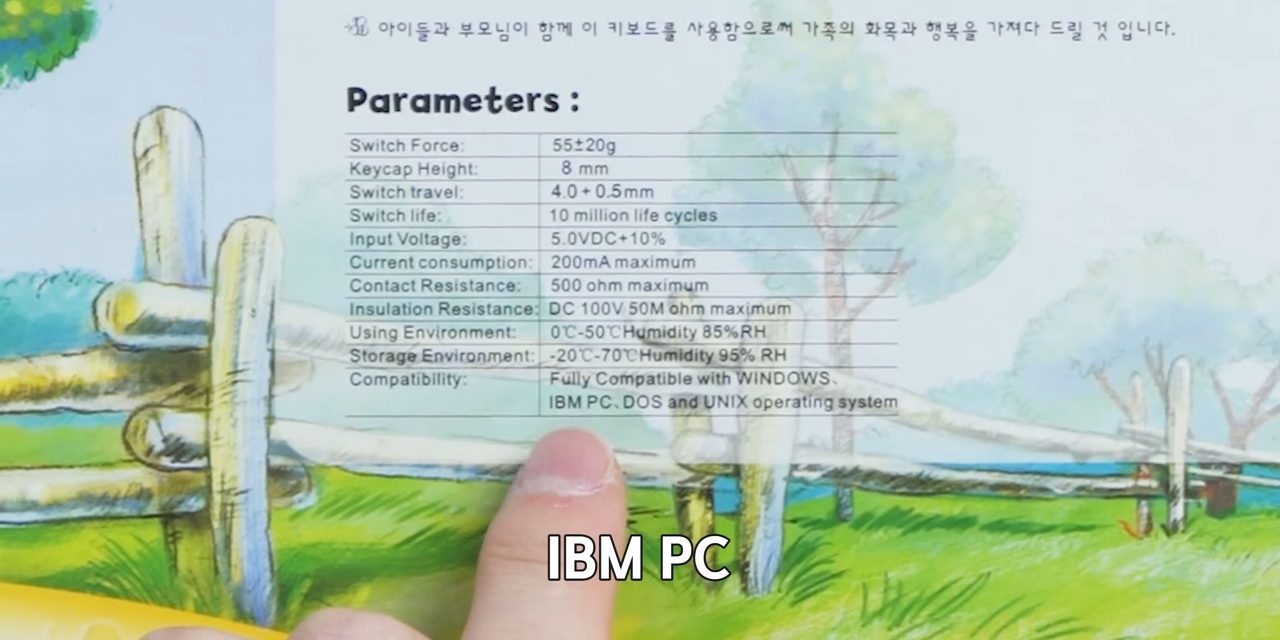 아이들과 부모님이 함께 이 키보드를 사용함으로써 가족의 화목과 행복을 가져다 드릴 것 입니다.
Parameters :
Switch Force: 55±20g
Keycap Height: 8 mm
Switch travel: 4.0+0.5mm
Switch life: 10 million life cycles
Input Voltage: 5.0VDC+10%
Current consumption: 200mA maximum
Contact Resistance: 500 ohm maximum
Insulation Resistance: DC 100V 50M ohm maximum
Using Environment: 0℃-50℃Humidity 85%RH
Storage Environment: -20℃-70℃Humidity 95% RH
Compatibility: Fully Compatible with WINDOWS、
IBM PC、DOS and UNIX operating system
IBM PC